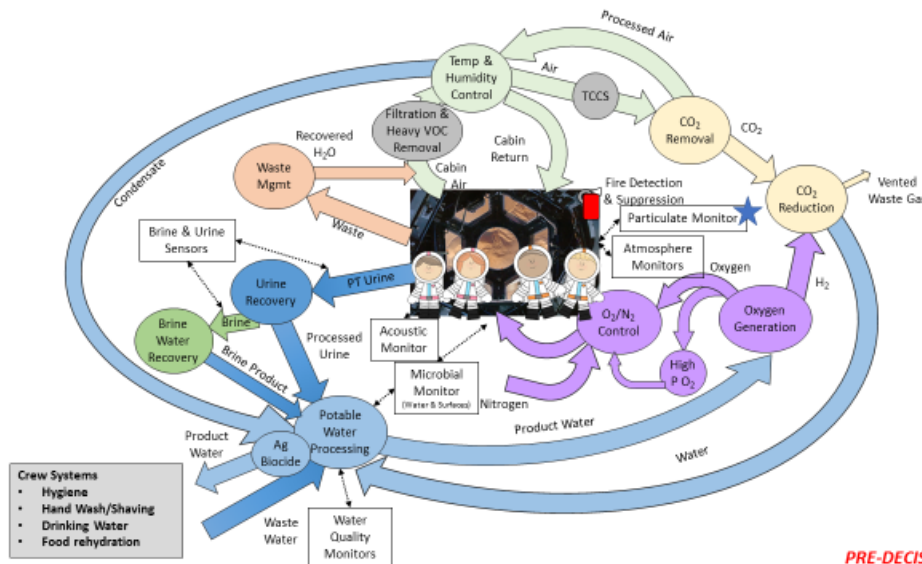 Processed Air
Temp &
Humidity
Control
Air
TCCS
CO2
Removal
CO2
Filtration &
Heavy VOC
Removal
Recovered
H2O
Cabin
Return
Cabin
Air
Waste
Mgmt
Waste
Condensate
Fire Detection
& Suppression
Particulate Monitor
Atmosphere
Monitors
CO2
Reduction
Vented
Waste Ga
Brine & Urine
Sensors
PT Urine
Urine
Recovery
Oxygen
H2
O2/N2
Control
Oxygen
Generation
High
P O2
Brine
Brine
Water
Recovery
Processed
Urine
Brine Product
Acoustic
Monitor
Microbial
Monitor
(Water & Surfaces)
Nitrogen
Potable
Water
Processing
Ag
Biocide
Product
Water
Product Water
Water
Waste
Water
Water
Quality
Monitors
Crew Systems
• Hygiene
• Hand Wash/Shaving
• Drinking Water
• Food rehydration
PRE-DECIS